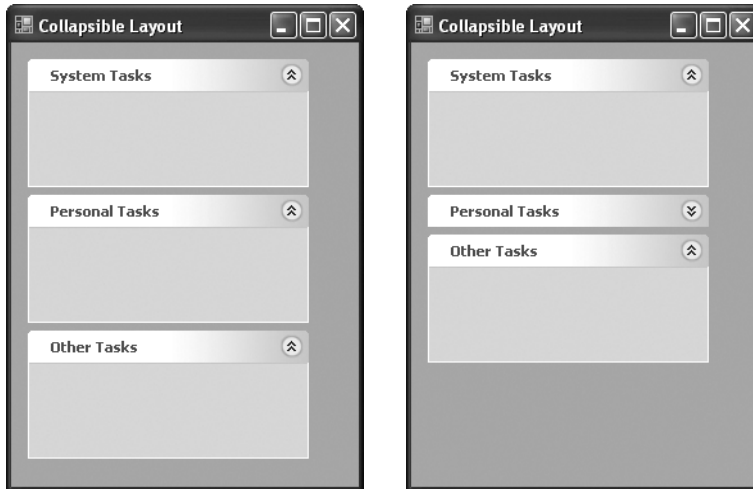 Collapsible Layout
System Tasks
Personal Tasks
Other Tasks
Collapsible Layout
System Tasks
Personal Tasks
Other Tasks